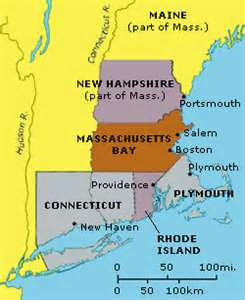 MAINE
(part of Mass.)
Connecticut R.
Hudson R.
NEW HAMPSHIRE
(part of Mass.)
Portsmouth
MASSACHUSETTS
BAY
Salem
Boston
Plymouth
Providence
PLYMOUTH
CONNECTICUT
New Haven
RHODE
ISLAND
0 50 100mi.
0 50 100km